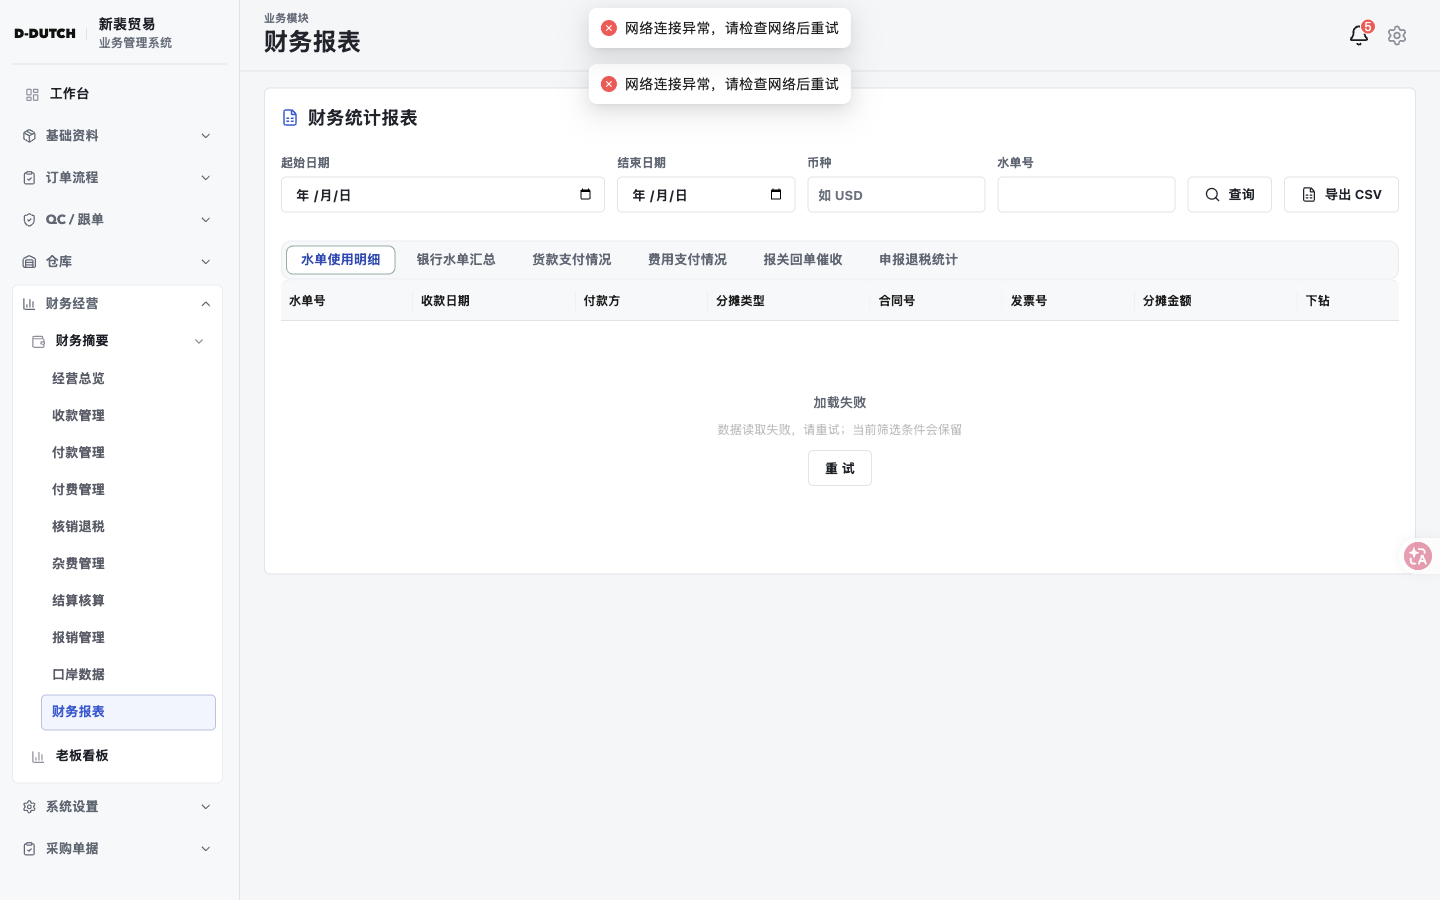 D-DUTCH
新裴贸易
业务管理系统
工作台
基础资料
订单流程
QC / 跟单
仓库
财务经营
财务摘要
经营总览
收款管理
付款管理
付费管理
核销退税
杂费管理
结算核算
报销管理
口岸数据
财务报表
老板看板
系统设置
采购单据
业务模块
财务报表
网络连接异常，请检查网络后重试
网络连接异常，请检查网络后重试
5
财务统计报表
起始日期 结束日期 币种 水单号
年 /月/日 年 /月/日 如 USD 查询 导出 CSV
水单使用明细 银行水单汇总 货款支付情况 费用支付情况 报关回单催收 申报退税统计
水单号 收款日期 付款方 分摊类型 合同号 发票号 分摊金额 下钻
加载失败
数据读取失败，请重试；当前筛选条件会保留
重 试